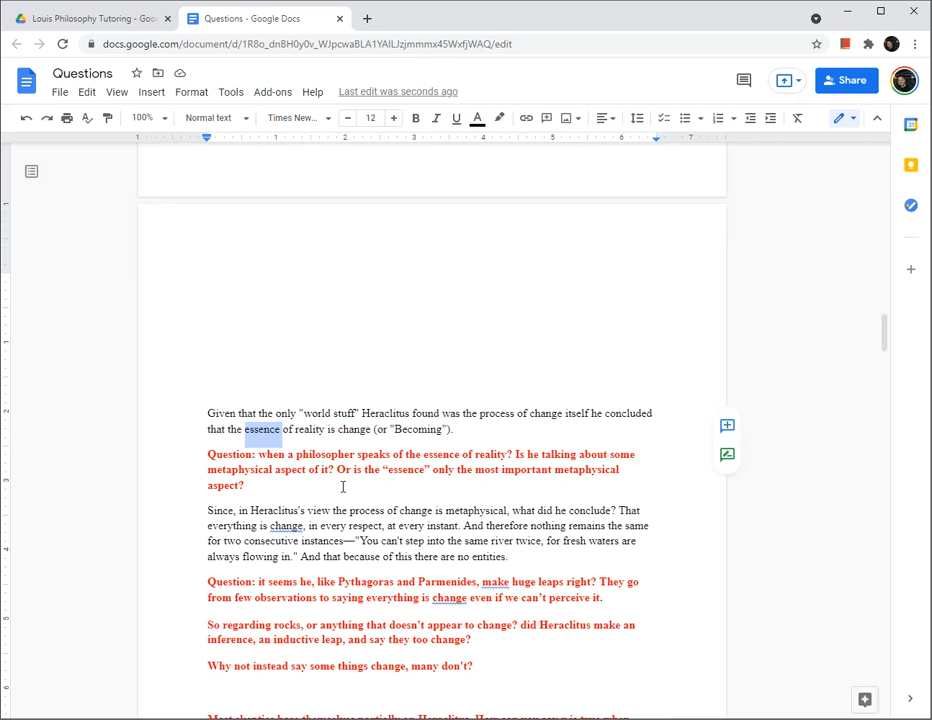 Louis Philosophy Tutoring - Goo
Questions - Google Docs
docs.google.com/document/d/1R8o_dnBH0y0v_WJpcwaBLA1YAILJzjmmmx45WxfjWAQ/edit
Questions
File Edit View Insert Format Tools Add-ons Help Last edit was seconds ago
Share
100% Normal text Times New... 12 B I U A
1 1 2 3 4 5 6 7
Given that the only "world stuff" Heraclitus found was the process of change itself he concluded
that the essence of reality is change (or "Becoming").
Question: when a philosopher speaks of the essence of reality? Is he talking about some
metaphysical aspect of it? Or is the “essence” only the most important metaphysical
aspect?
Since, in Heraclitus's view the process of change is metaphysical, what did he conclude? That
everything is change, in every respect, at every instant. And therefore nothing remains the same
for two consecutive instances—"You can't step into the same river twice, for fresh waters are
always flowing in." And that because of this there are no entities.
Question: it seems he, like Pythagoras and Parmenides, make huge leaps right? They go
from few observations to saying everything is change even if we can’t perceive it.
So regarding rocks, or anything that doesn’t appear to change? did Heraclitus make an
inference, an inductive leap, and say they too change?
Why not instead say some things change, many don’t?